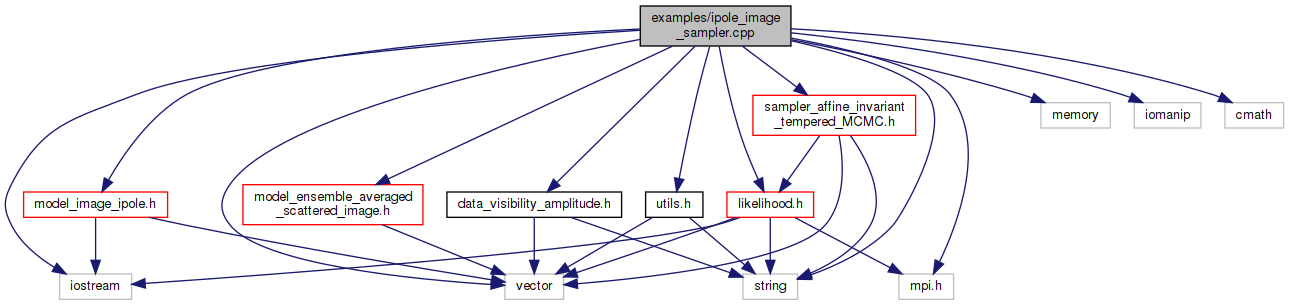 examples/ipole_image
_sampler.cpp
sampler_affine_invariant
_tempered_MCMC.h
memory
iomanip
cmath
model_image_ipole.h
model_ensemble_averaged
_scattered_image.h
data_visibility_amplitude.h
utils.h
likelihood.h
iostream
vector
string
mpi.h